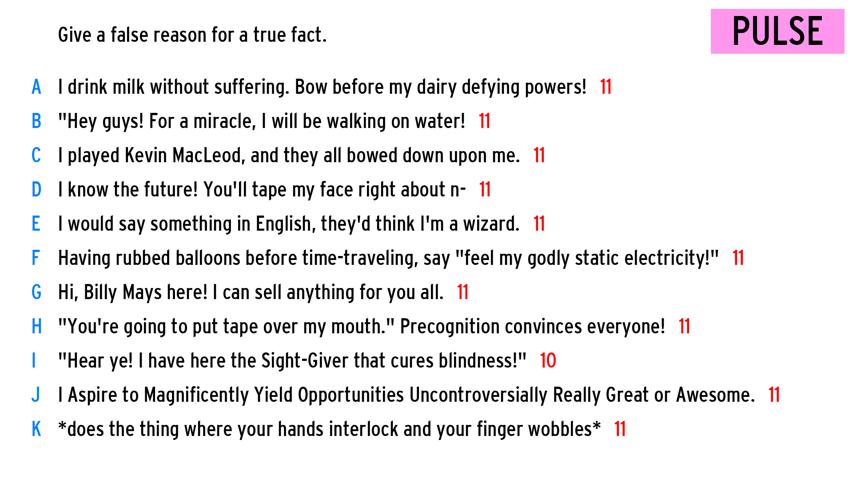 Give a false reason for a true fact.
PULSE
A I drink milk without suffering. Bow before my dairy defying powers! 11
B "Hey guys! For a miracle, I will be walking on water! 11
C I played Kevin MacLeod, and they all bowed down upon me. 11
D I know the future! You'll tape my face right about n- 11
E I would say something in English, they'd think I'm a wizard. 11
F Having rubbed balloons before time-traveling, say "feel my godly static electricity!" 11
G Hi, Billy Mays here! I can sell anything for you all. 11
H "You're going to put tape over my mouth." Precognition convinces everyone! 11
I "Hear ye! I have here the Sight-Giver that cures blindness!" 10
J I Aspire to Magnificently Yield Opportunities Uncontroversially Really Great or Awesome. 11
K *does the thing where your hands interlock and your finger wobbles* 11